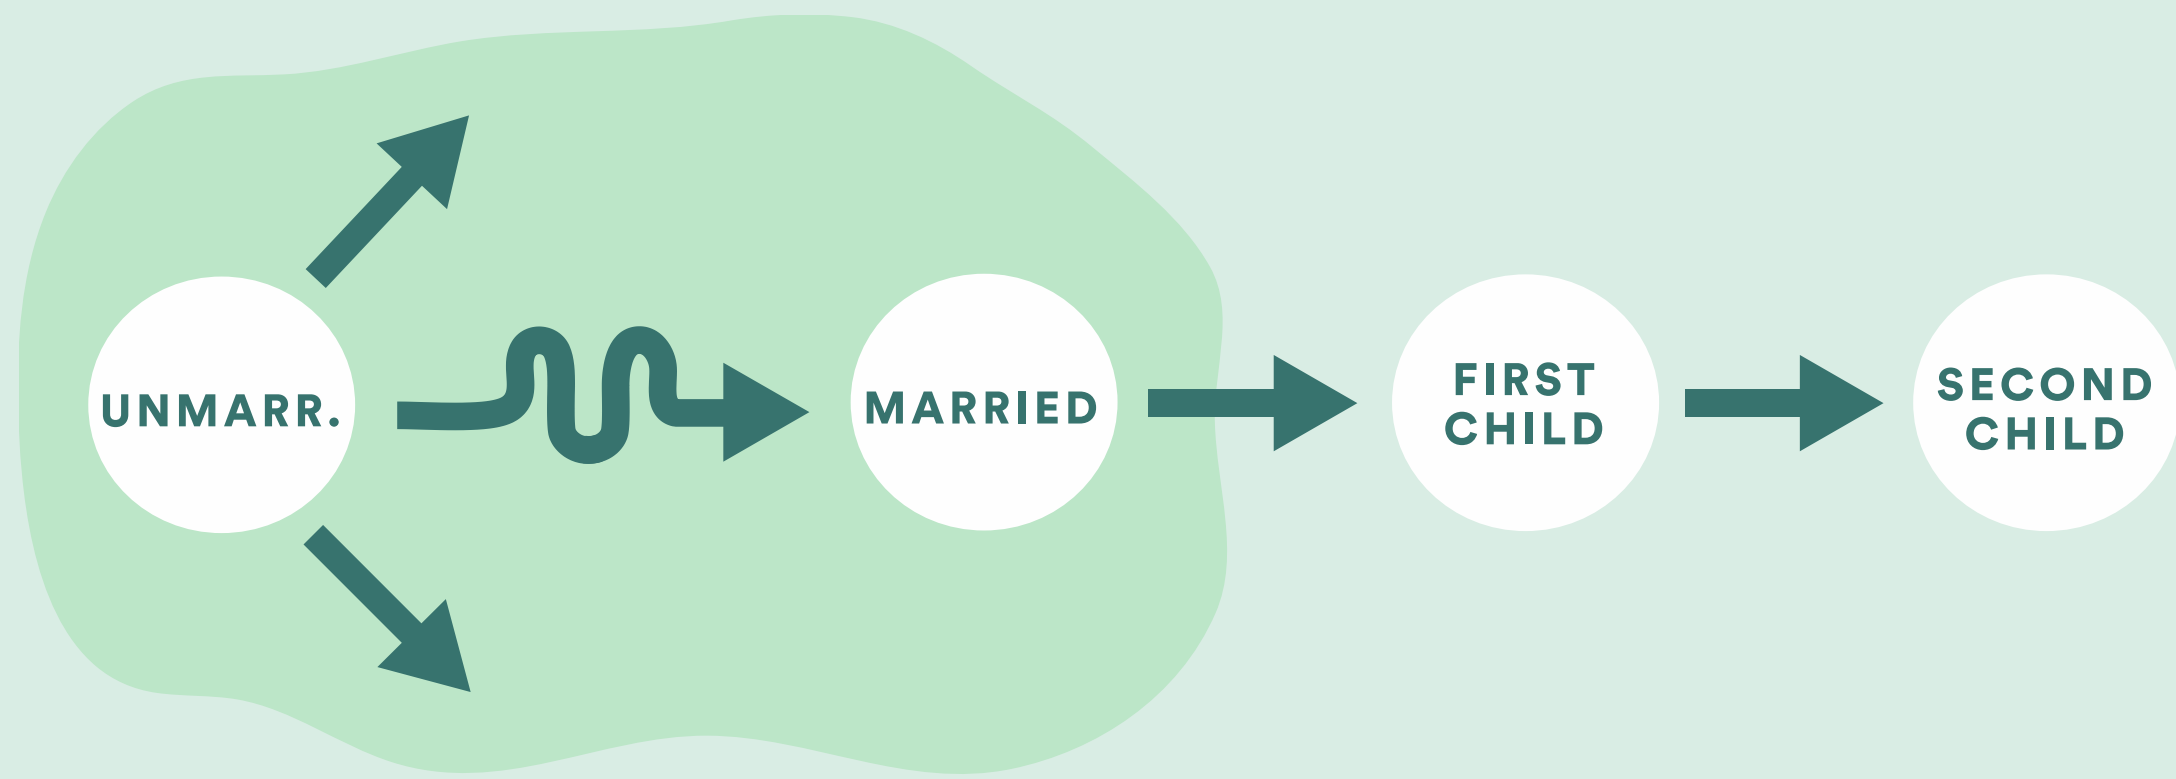 UNMARR.
MARRIED
FIRST
CHILD
SECOND
CHILD